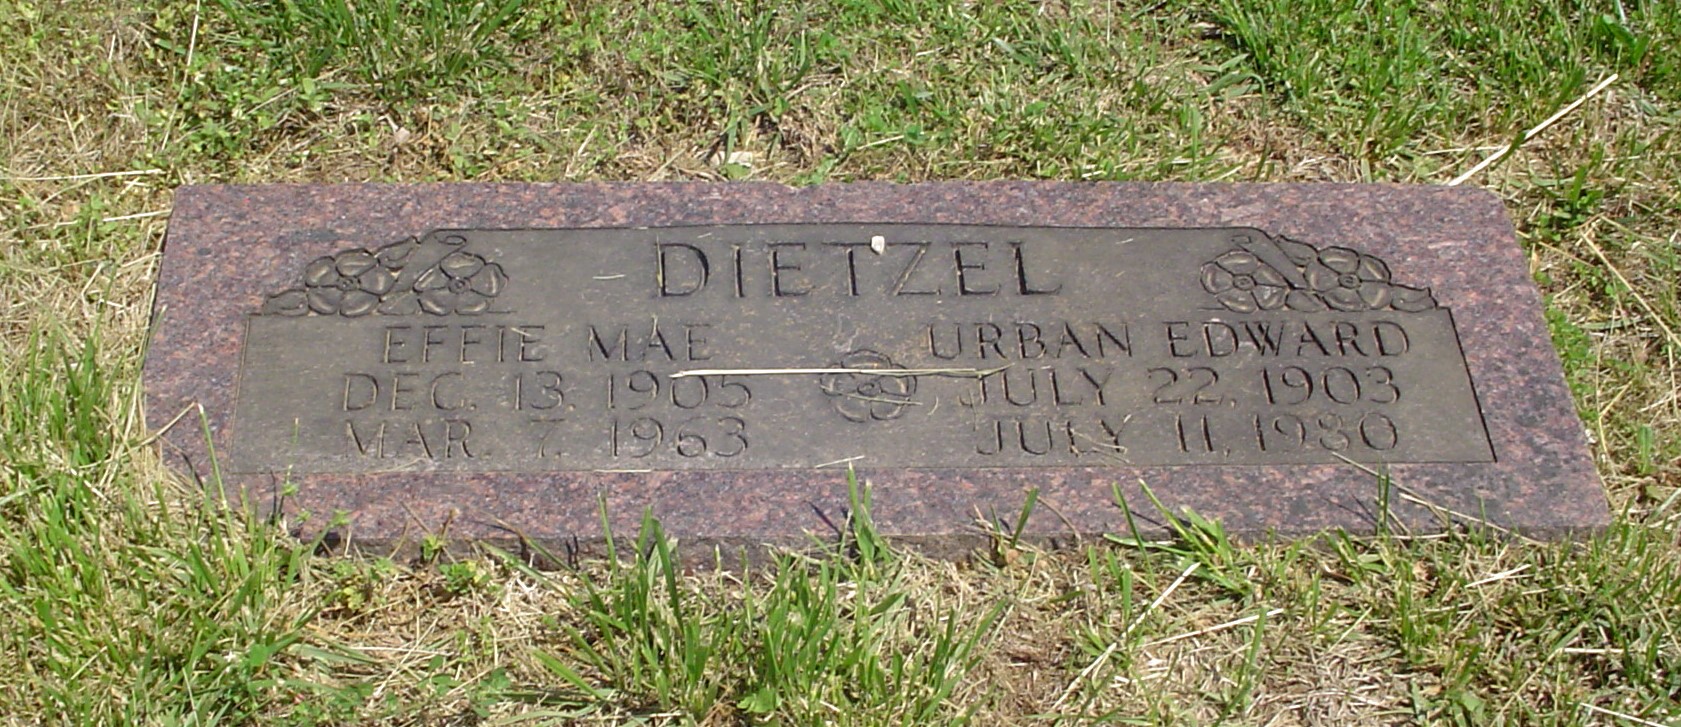 DIETZEL
EFFIE MAE
DEC. 13, 1905
MAR. 7, 1963
URBAN EDWARD
JULY 22, 1903
JULY 11, 1980